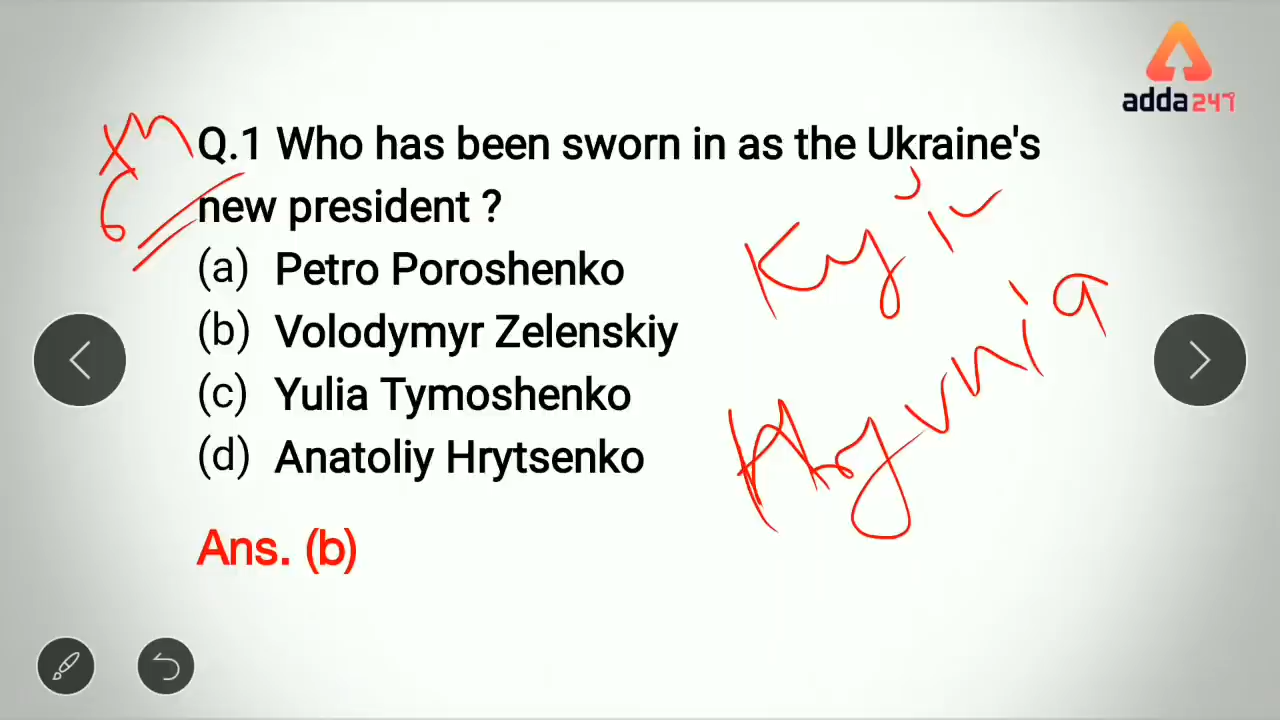 adda247
Q.1 Who has been sworn in as the Ukraine's
new president ?
(a) Petro Poroshenko
(b) Volodymyr Zelenskiy
(c) Yulia Tymoshenko
(d) Anatoliy Hrytsenko
Ans. (b)
Kyiv
Hryvnia